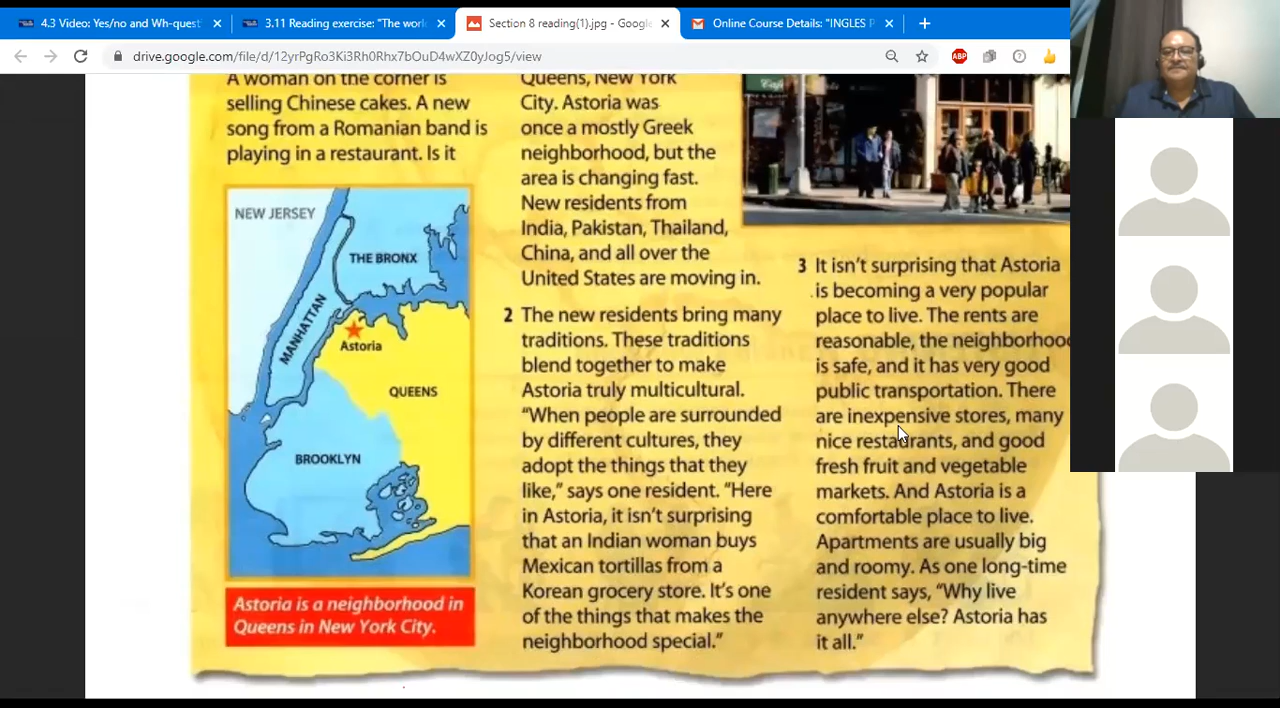 4.3 Video: Yes/no and Wh-quest
3.11 Reading exercise: "The worl
Section 8 reading(1).jpg - Google
Online Course Details: "INGLES P
drive.google.com/file/d/12yrPgRo3Ki3Rh0Rhx7bOuD4wXZ0yJog5/view
ABP
A woman on the corner is
selling Chinese cakes. A new
song from a Romanian band is
playing in a restaurant. Is it
NEW JERSEY
THE BRONX
MANHATTAN
Astoria
QUEENS
BROOKLYN
Astoria is a neighborhood in
Queens in New York City.
Queens, New York
City. Astoria was
once a mostly Greek
neighborhood, but the
area is changing fast.
New residents from
India, Pakistan, Thailand,
China, and all over the
United States are moving in.
2 The new residents bring many
traditions. These traditions
blend together to make
Astoria truly multicultural.
“When people are surrounded
by different cultures, they
adopt the things that they
like,” says one resident. “Here
in Astoria, it isn’t surprising
that an Indian woman buys
Mexican tortillas from a
Korean grocery store. It’s one
of the things that makes the
neighborhood special.”
3 It isn’t surprising that Astoria
is becoming a very popular
place to live. The rents are
reasonable, the neighborhood
is safe, and it has very good
public transportation. There
are inexpensive stores, many
nice restaurants, and good
fresh fruit and vegetable
markets. And Astoria is a
comfortable place to live.
Apartments are usually big
and roomy. As one long-time
resident says, “Why live
anywhere else? Astoria has
it all.”